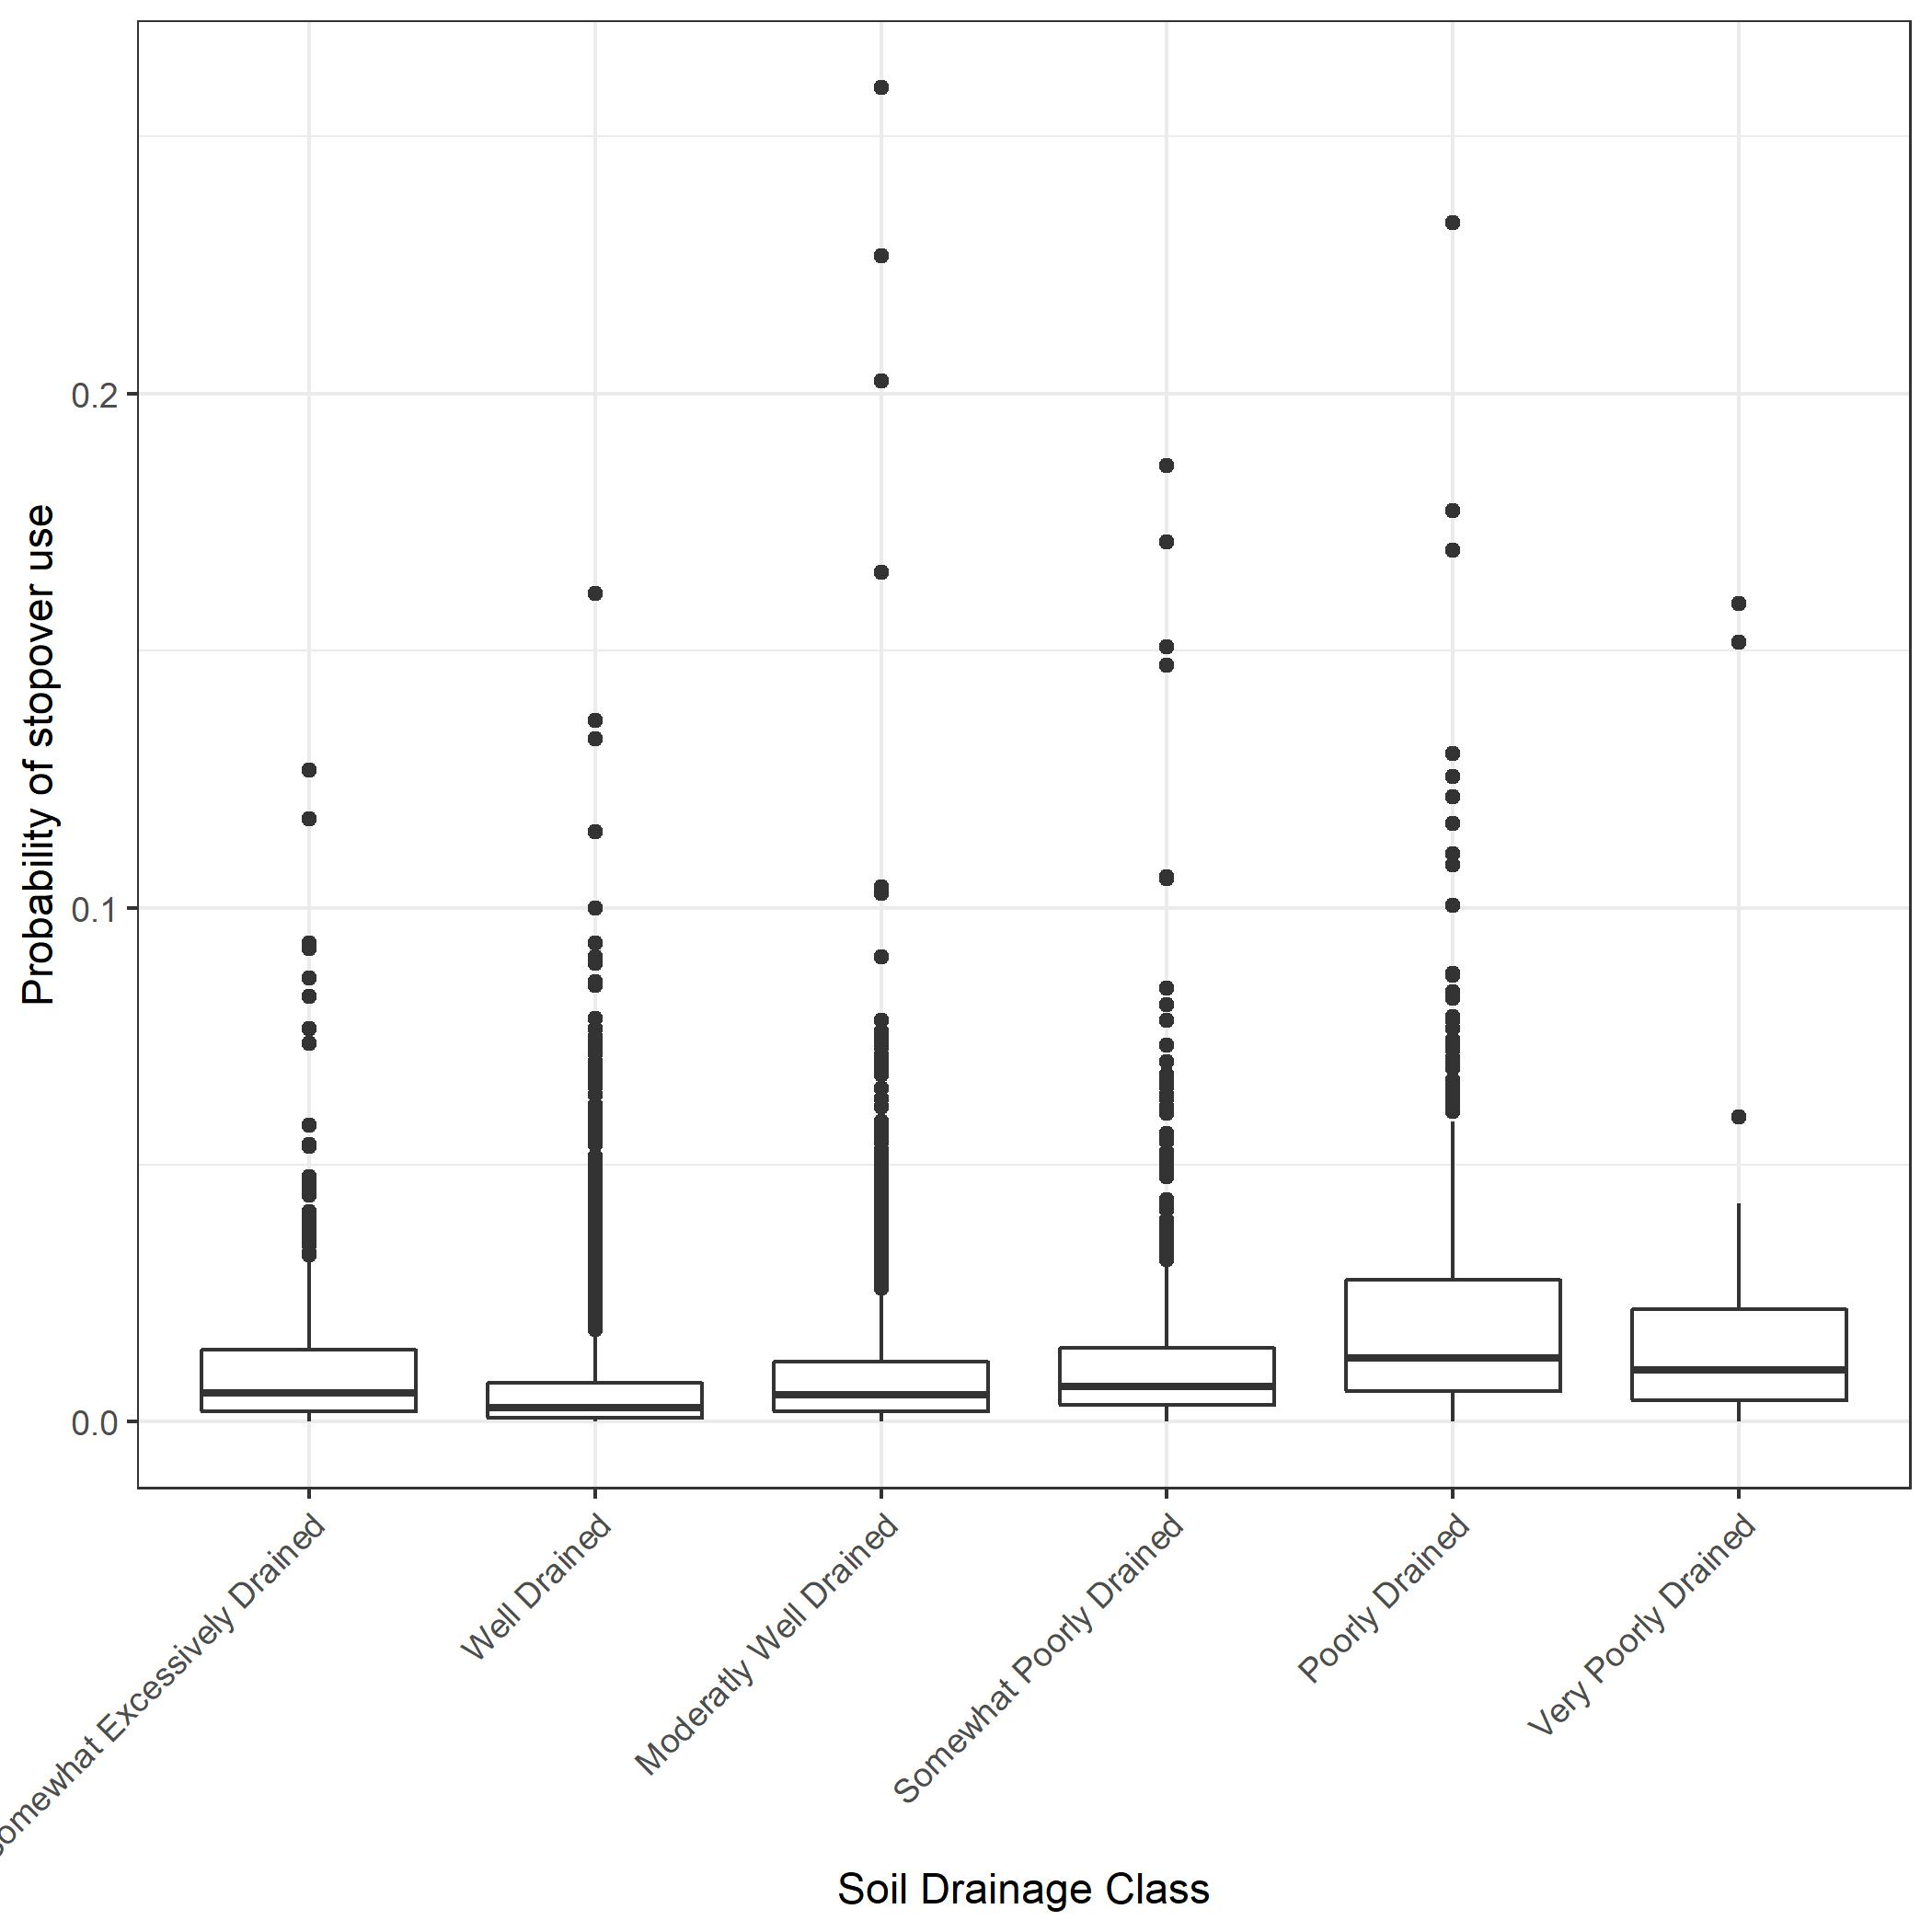 Probability of stopover use
0.2
0.1
0.0
omewhat Excessively Drained
Well Drained
Moderatly Well Drained
Somewhat Poorly Drained
Poorly Drained
Very Poorly Drained
Soil Drainage Class